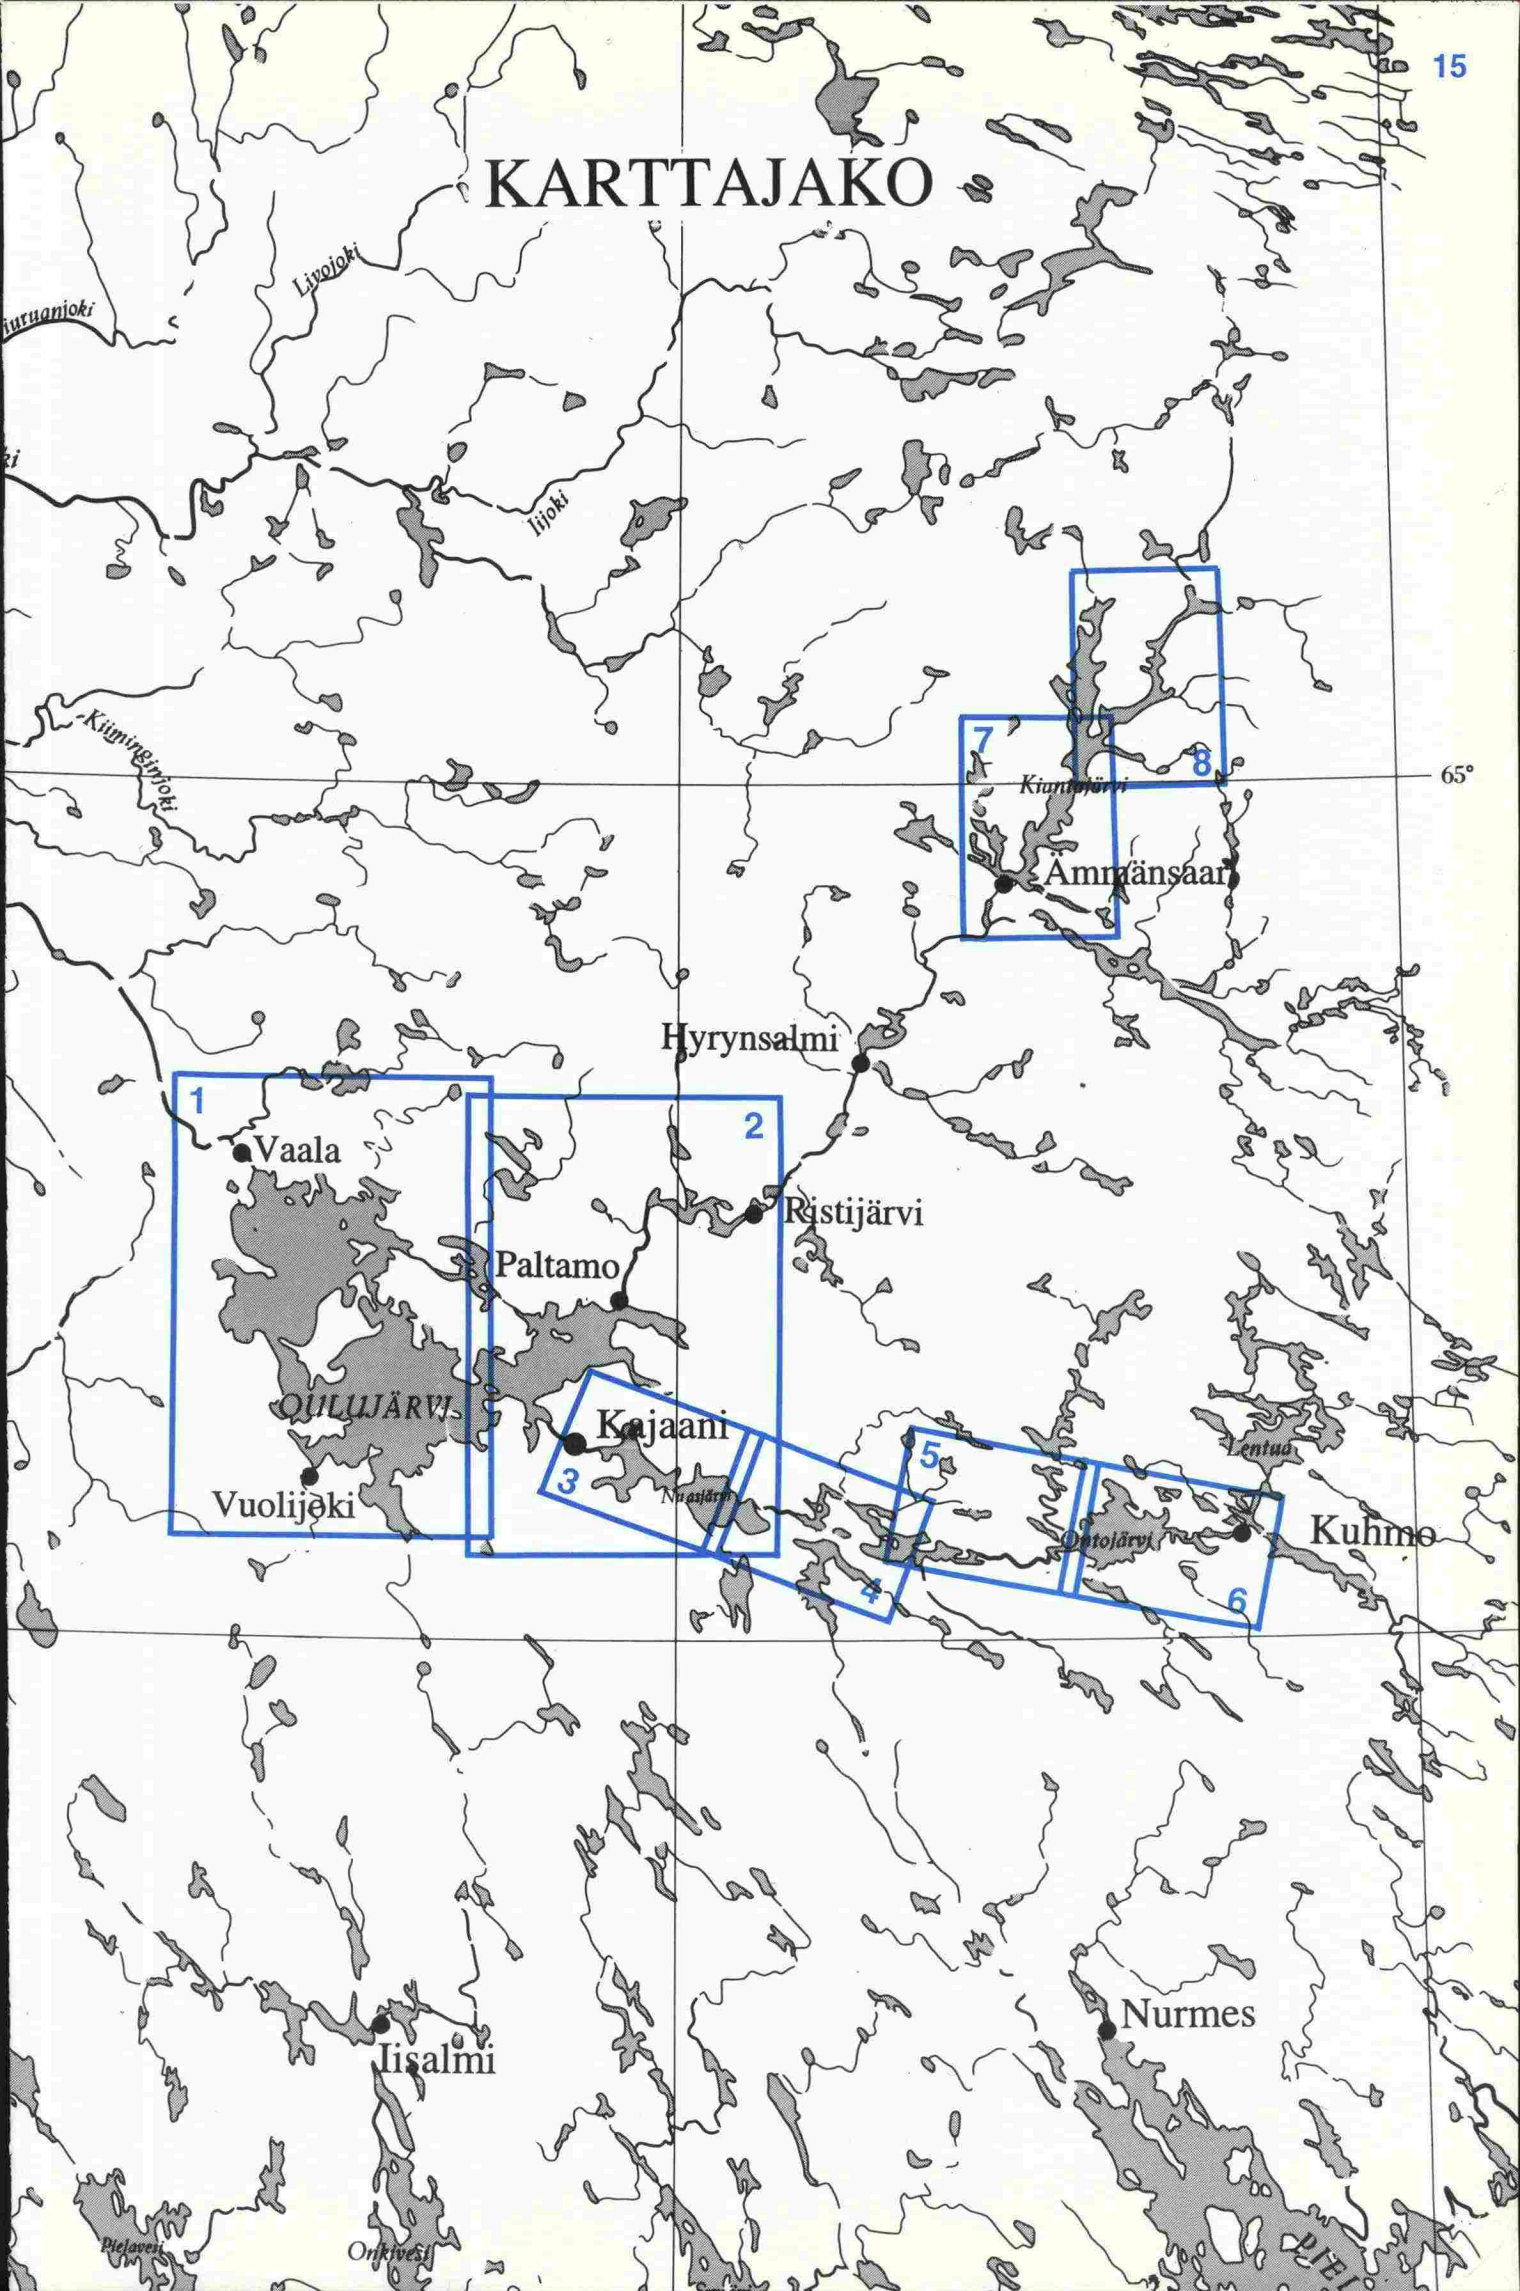 15
KARTTAJAKO
Livojoki
Iijoki
Kiiminginjoki
7
8
65°
Kiantajärvi
Ämmänsaari
Hyrynsalmi
1
2
Vaala
Ristijärvi
Paltamo
OULUJÄRVI
Kajaani
Lentua
5
3
Nuasjärvi
Vuolijoki
Ontojärvi
Kuhmo
4
6
Nurmes
Iisalmi
Pielavesi
Onkivesi